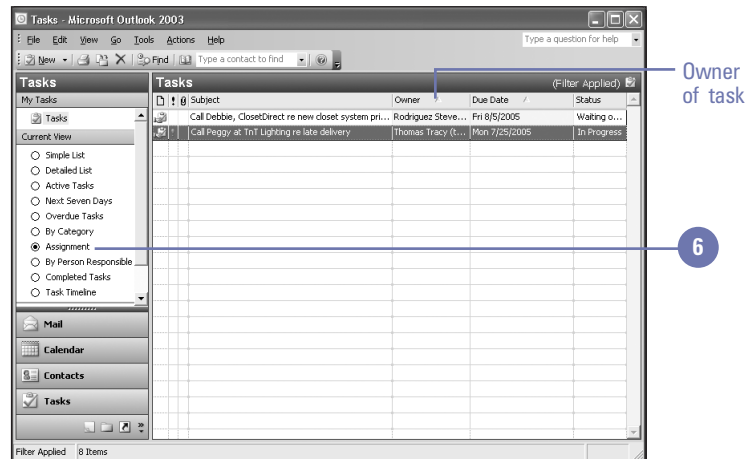 Tasks - Microsoft Outlook 2003
File Edit View Go Tools Actions Help
Type a question for help
New Find Type a contact to find
Tasks
My Tasks
Tasks
Current View
Simple List
Detailed List
Active Tasks
Next Seven Days
Overdue Tasks
By Category
Assignment
By Person Responsible
Completed Tasks
Task Timeline
Mail
Calendar
Contacts
Tasks
Tasks (Filter Applied)
Subject Owner Due Date Status
Call Debbie, ClosetDirect re new closet system pri... Rodriguez Steve... Fri 8/5/2005 Waiting o...
Call Peggy at TnT Lighting re late delivery Thomas Tracy (t... Mon 7/25/2005 In Progress
Filter Applied 8 Items
Owner
of task
6